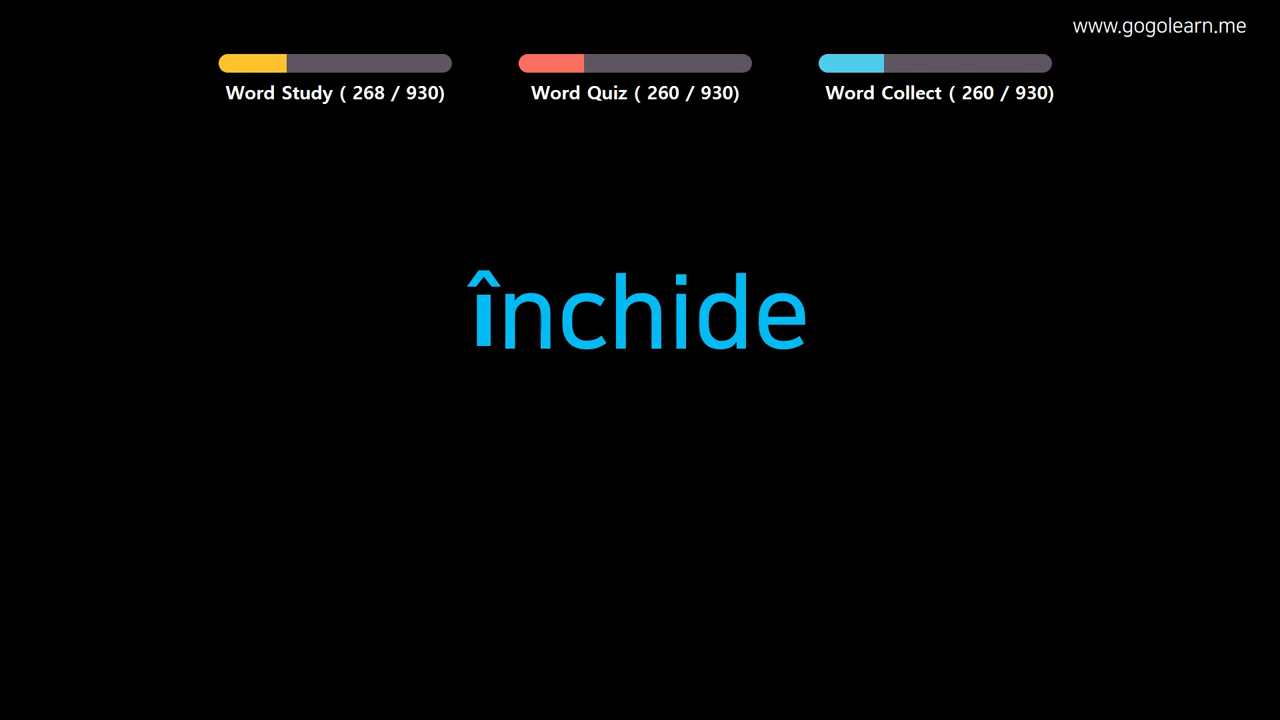 www.gogolearn.me
Word Study ( 268 / 930)
Word Quiz ( 260 / 930)
Word Collect ( 260 / 930)
închide